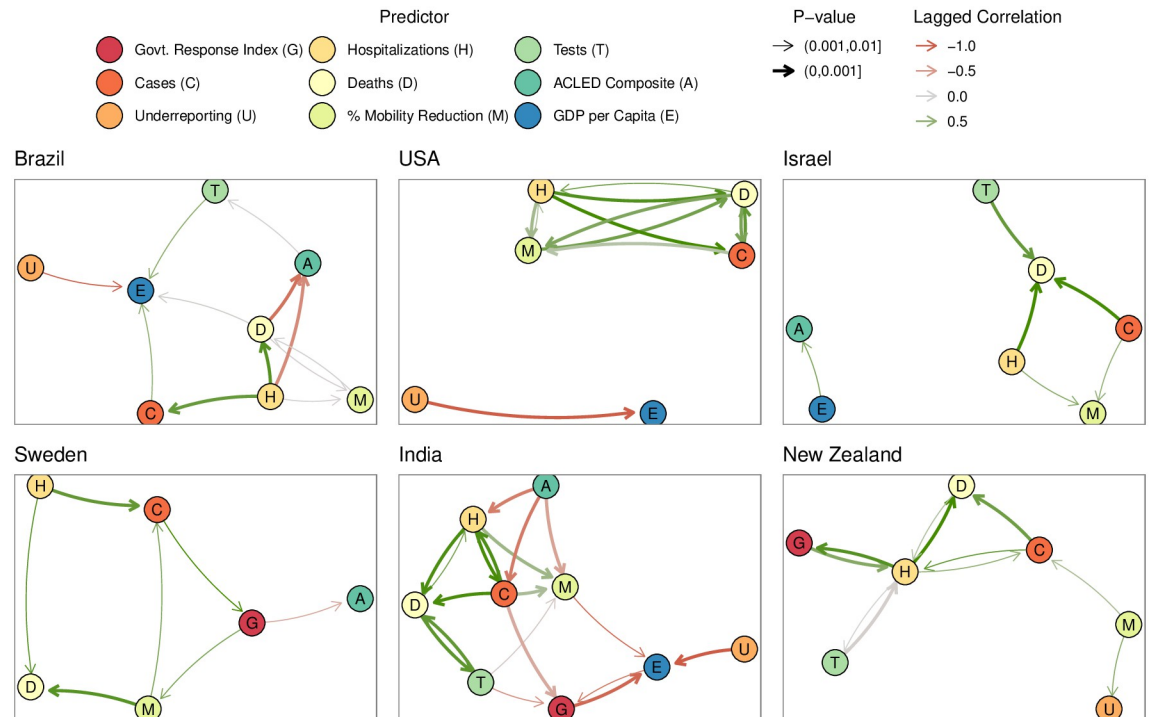 Predictor
P−value
Lagged Correlation
Govt. Response Index (G)
Hospitalizations (H)
Tests (T)
(0.001,0.01]
−1.0
Cases (C)
Deaths (D)
ACLED Composite (A)
(0,0.001]
−0.5
Underreporting (U)
% Mobility Reduction (M)
GDP per Capita (E)
0.0
0.5
Brazil
T
U
E
A
D
H
C
M
USA
H
D
M
C
U
E
Israel
T
D
A
C
H
E
M
Sweden
H
C
A
G
D
M
India
A
H
M
C
D
U
E
T
G
New Zealand
D
G
C
H
M
T
U